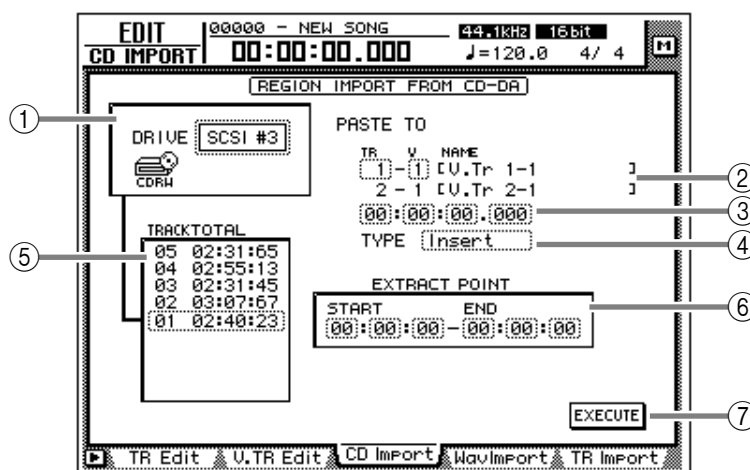 EDIT
CD IMPORT
00000 - NEW SONG
00:00:00.000
44.1kHz 16bit
♩=120.0 4/ 4
M
REGION IMPORT FROM CD-DA
1
DRIVE SCSI #3
CDRW
PASTE TO
TR V NAME
1-1 [V.Tr 1-1 ]
2-1 [V.Tr 2-1 ]
2
00:00:00.000
3
TYPE Insert
4
5
TRACK TOTAL
05 02:31:65
04 02:55:13
03 02:31:45
02 03:07:67
01 02:40:23
EXTRACT POINT
START END
00:00:00-00:00:00
6
EXECUTE
7
TR Edit V.TR Edit CD Import WavImport TR Import